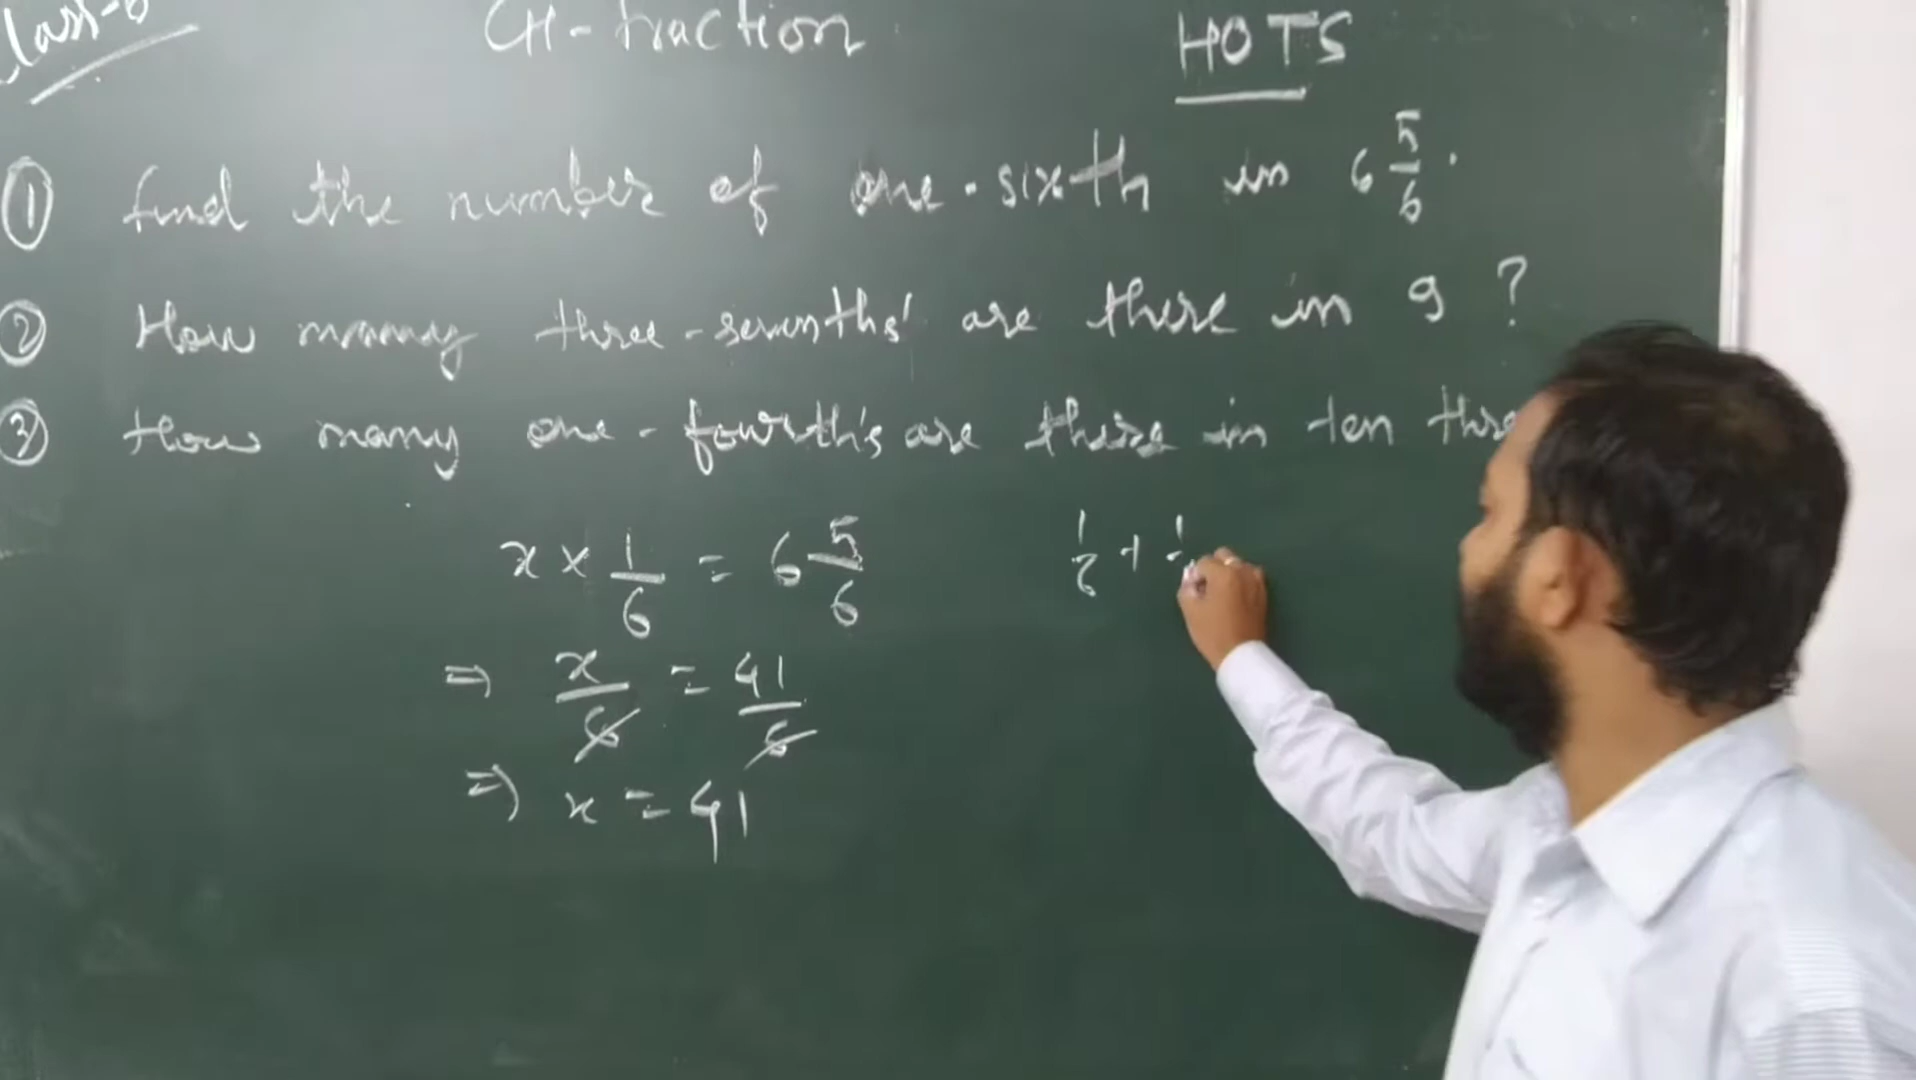 Class-6 CH-fraction HOTS
① find the number of one-sixth in 6 5/6.
② How many three-sevenths' are there in 9 ?
③ How many one-fourth's are there in ten
x × 1/6 = 6 5/6
1/6 + 1
⇒ x/6 = 41/6
⇒ x = 41